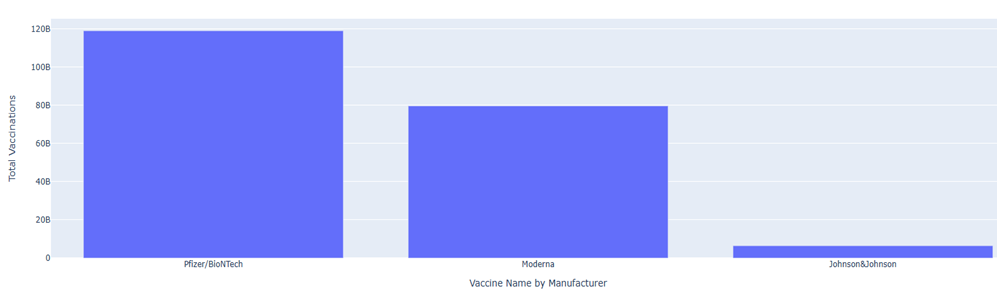 Total Vaccinations
120B
100B
80B
60B
40B
20B
0
Pfizer/BioNTech
Moderna
Johnson&Johnson
Vaccine Name by Manufacturer